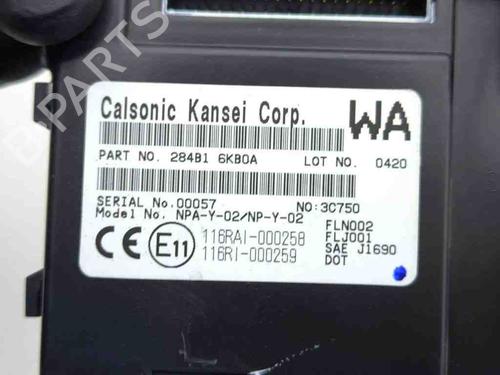 B-PARTS
Calsonic Kansei Corp. WA
PART NO. 284B1 6KB0A LOT NO. 0420
SERIAL No.00057 NO:3C750
Model No. NPA-Y-02/NP-Y-02
CE E11 116RAI-000258 FLN002
116RI-000259 FLJ001
SAE J1690
DOT